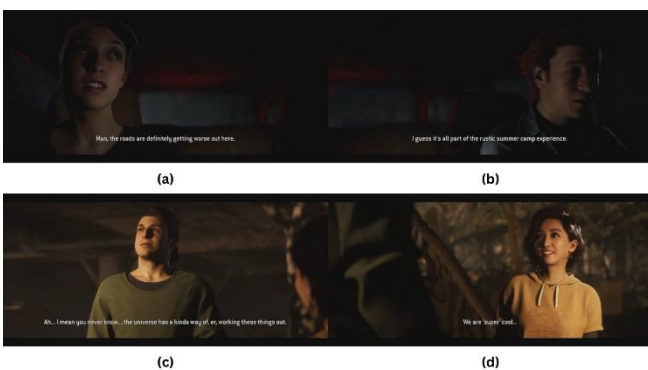 Man, the roads are definitely getting worse out here.
I guess it's all part of the rustic summer camp experience.
(a)
(b)
Ah... I mean you never know... the universe has a kinda way of, er, working these things out.
We are 'super' cool...
(c)
(d)